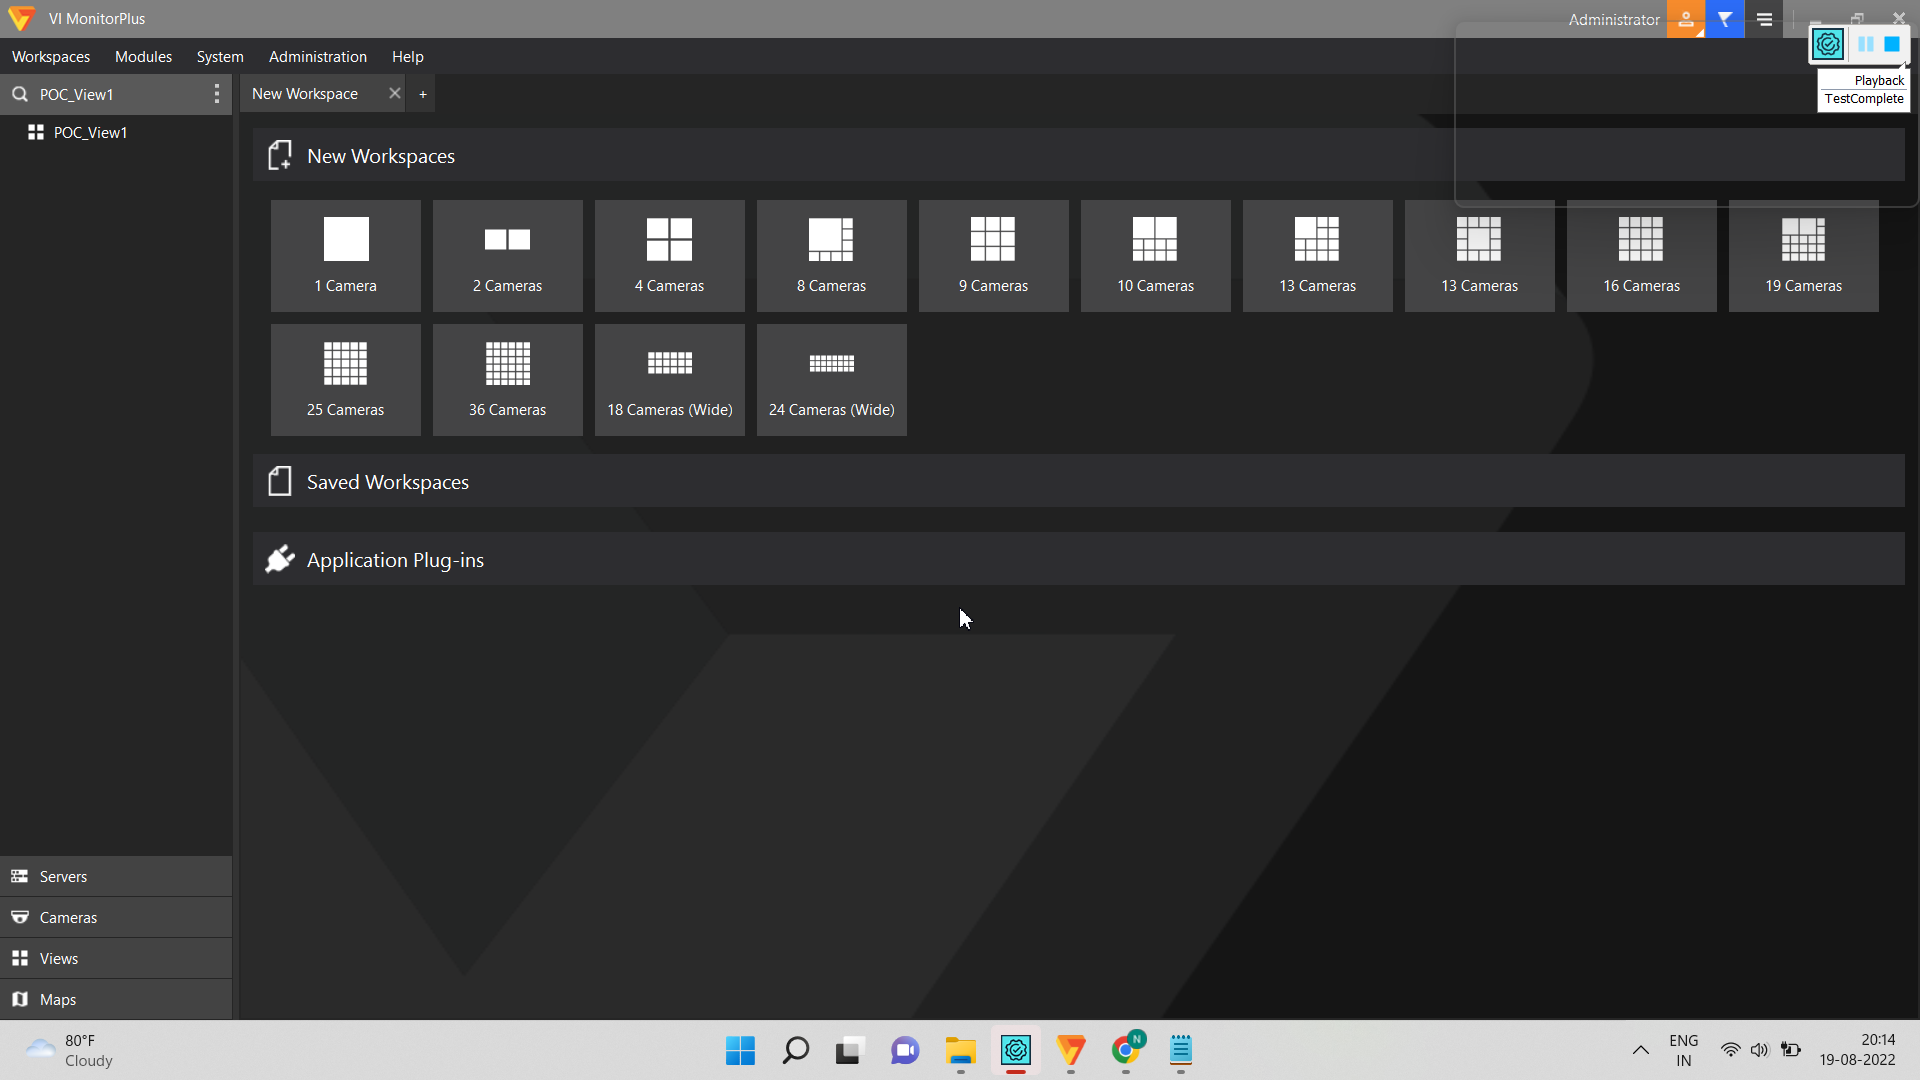 VI MonitorPlus
Administrator
Workspaces Modules System Administration Help
Playback
TestComplete
POC_View1
New Workspace +
POC_View1
New Workspaces
1 Camera
2 Cameras
4 Cameras
8 Cameras
9 Cameras
10 Cameras
13 Cameras
13 Cameras
16 Cameras
19 Cameras
25 Cameras
36 Cameras
18 Cameras (Wide)
24 Cameras (Wide)
Saved Workspaces
Application Plug-ins
Servers
Cameras
Views
Maps
80°F
Cloudy
N
ENG
IN
20:14
19-08-2022